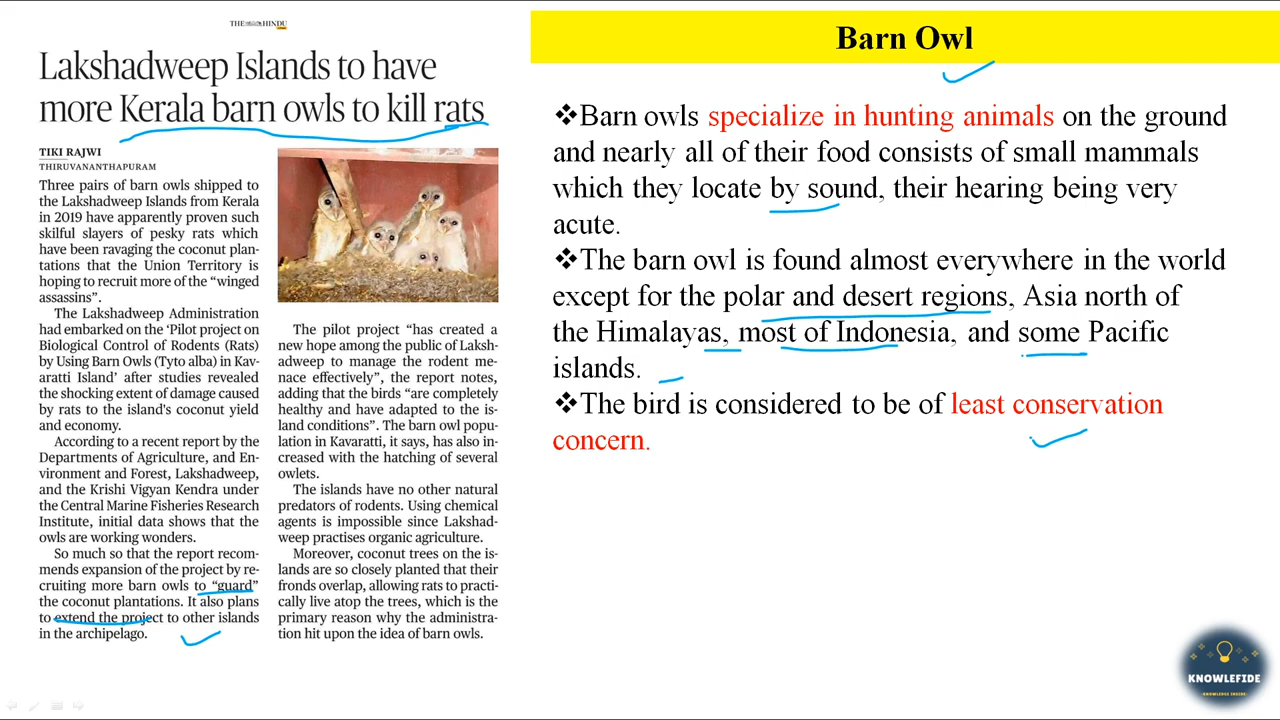 THE HINDU
Lakshadweep Islands to have
more Kerala barn owls to kill rats
TIKI RAJWI
THIRUVANANTHAPURAM
Three pairs of barn owls shipped to
the Lakshadweep Islands from Kerala
in 2019 have apparently proven such
skilful slayers of pesky rats which
have been ravaging the coconut plan-
tations that the Union Territory is
hoping to recruit more of the “winged
assassins”.
The Lakshadweep Administration
had embarked on the ‘Pilot project on
Biological Control of Rodents (Rats)
by Using Barn Owls (Tyto alba) in Kav-
aratti Island’ after studies revealed
the shocking extent of damage caused
by rats to the island's coconut yield
and economy.
According to a recent report by the
Departments of Agriculture, and En-
vironment and Forest, Lakshadweep,
and the Krishi Vigyan Kendra under
the Central Marine Fisheries Research
Institute, initial data shows that the
owls are working wonders.
So much so that the report recom-
mends expansion of the project by re-
cruiting more barn owls to “guard”
the coconut plantations. It also plans
to extend the project to other islands
in the archipelago.
The pilot project “has created a
new hope among the public of Laksh-
adweep to manage the rodent me-
nace effectively”, the report notes,
adding that the birds “are completely
healthy and have adapted to the is-
land conditions”. The barn owl popu-
lation in Kavaratti, it says, has also in-
creased with the hatching of several
owlets.
The islands have no other natural
predators of rodents. Using chemical
agents is impossible since Lakshad-
weep practises organic agriculture.
Moreover, coconut trees on the is-
lands are so closely planted that their
fronds overlap, allowing rats to practi-
cally live atop the trees, which is the
primary reason why the administra-
tion hit upon the idea of barn owls.
Barn Owl
❖Barn owls specialize in hunting animals on the ground
and nearly all of their food consists of small mammals
which they locate by sound, their hearing being very
acute.
❖The barn owl is found almost everywhere in the world
except for the polar and desert regions, Asia north of
the Himalayas, most of Indonesia, and some Pacific
islands.
❖The bird is considered to be of least conservation
concern.
KNOWLEFIDE
KNOWLEDGE INSIDE